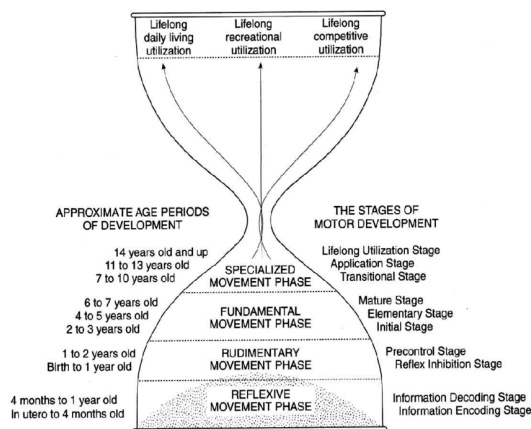 Lifelong daily living utilization
Lifelong recreational utilization
Lifelong competitive utilization
APPROXIMATE AGE PERIODS OF DEVELOPMENT
THE STAGES OF MOTOR DEVELOPMENT
14 years old and up
11 to 13 years old
7 to 10 years old
SPECIALIZED MOVEMENT PHASE
Lifelong Utilization Stage
Application Stage
Transitional Stage
6 to 7 years old
4 to 5 years old
2 to 3 years old
FUNDAMENTAL MOVEMENT PHASE
Mature Stage
Elementary Stage
Initial Stage
1 to 2 years old
Birth to 1 year old
RUDIMENTARY MOVEMENT PHASE
Precontrol Stage
Reflex Inhibition Stage
4 months to 1 year old
In utero to 4 months old
REFLEXIVE MOVEMENT PHASE
Information Decoding Stage
Information Encoding Stage